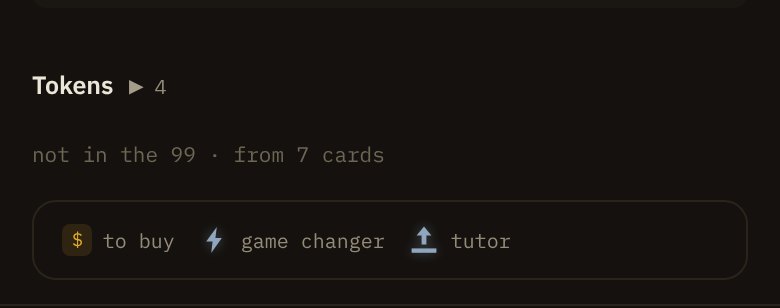 Tokens ▶ 4
not in the 99 · from 7 cards
$ to buy game changer tutor